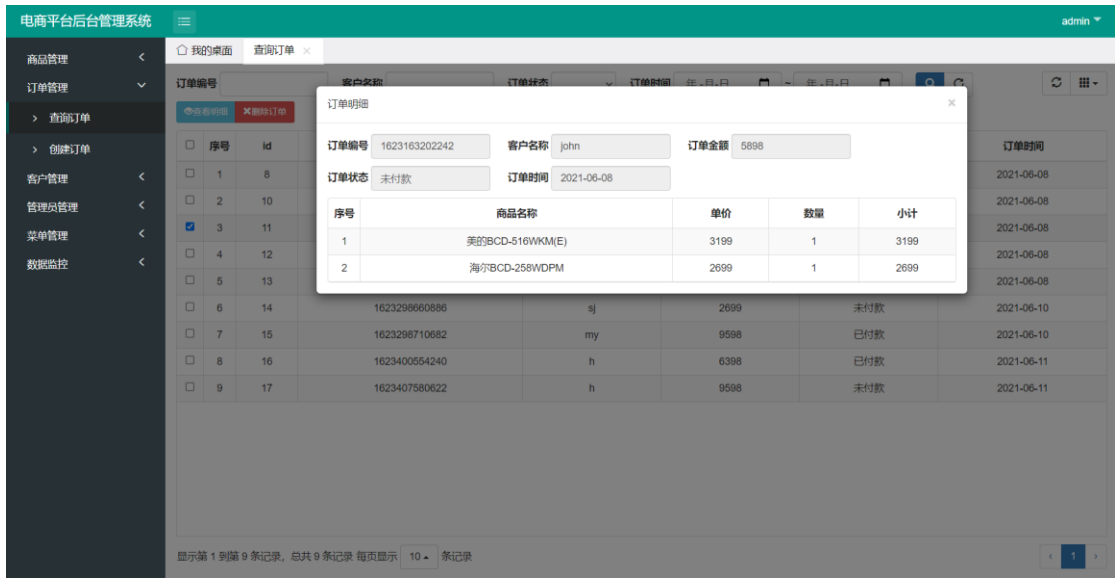 电商平台后台管理系统 admin
商品管理
订单管理
查询订单
创建订单
客户管理
管理员管理
菜单管理
数据监控
我的桌面 查询订单 ×
订单编号 客户名称 订单状态 订单时间 年-月-日 ~ 年-月-日
查看明细 删除订单
订单明细 ×
订单编号 1623163202242 客户名称 john 订单金额 5898
订单状态 未付款 订单时间 2021-06-08
序号 商品名称 单价 数量 小计
1 美的BCD-516WKM(E) 3199 1 3199
2 海尔BCD-258WDPM 2699 1 2699
序号 id 订单时间
1 8 2021-06-08
2 10 2021-06-08
3 11 2021-06-08
4 12 2021-06-08
5 13 2021-06-08
6 14 1623298660886 sj 2699 未付款 2021-06-10
7 15 1623298710682 my 9598 已付款 2021-06-10
8 16 1623400554240 h 6398 已付款 2021-06-11
9 17 1623407580622 h 9598 未付款 2021-06-11
显示第 1 到第 9 条记录，总共 9 条记录 每页显示 10 条记录 ‹ 1 ›